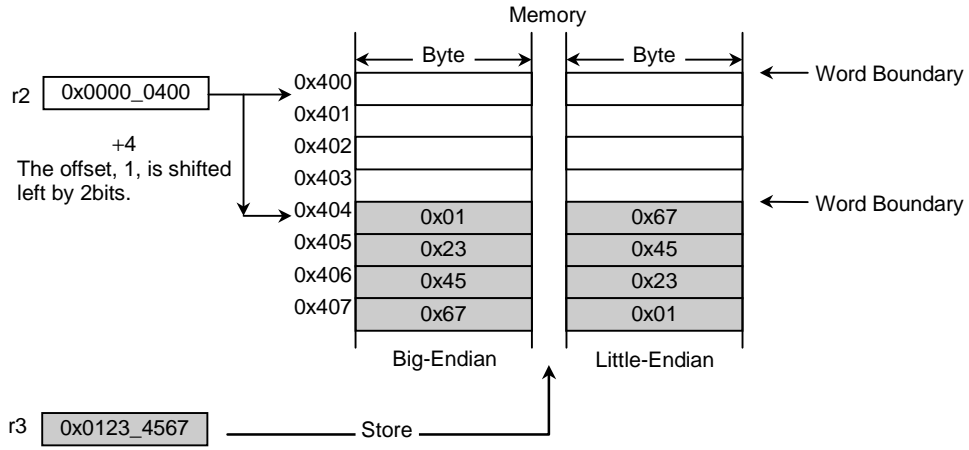 Memory
Byte Byte
0x400 Word Boundary
r2 0x0000_0400
0x401
+4 0x402
The offset, 1, is shifted
left by 2bits.
0x403
0x404 0x01 0x67 Word Boundary
0x405 0x23 0x45
0x406 0x45 0x23
0x407 0x67 0x01
Big-Endian Little-Endian
r3 0x0123_4567 Store